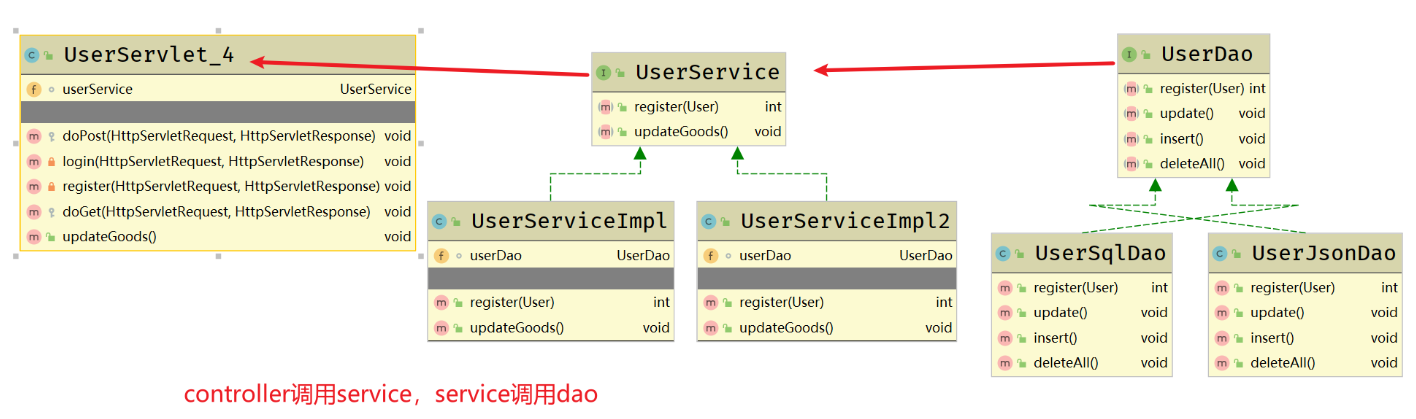 UserServlet_4
userService UserService
doPost(HttpServletRequest, HttpServletResponse) void
login(HttpServletRequest, HttpServletResponse) void
register(HttpServletRequest, HttpServletResponse) void
doGet(HttpServletRequest, HttpServletResponse) void
updateGoods() void
UserService
register(User) int
updateGoods() void
UserDao
register(User) int
update() void
insert() void
deleteAll() void
UserServiceImpl
userDao UserDao
register(User) int
updateGoods() void
UserServiceImpl2
userDao UserDao
register(User) int
updateGoods() void
UserSqlDao
register(User) int
update() void
insert() void
deleteAll() void
UserJsonDao
register(User) int
update() void
insert() void
deleteAll() void
controller调用service，service调用dao